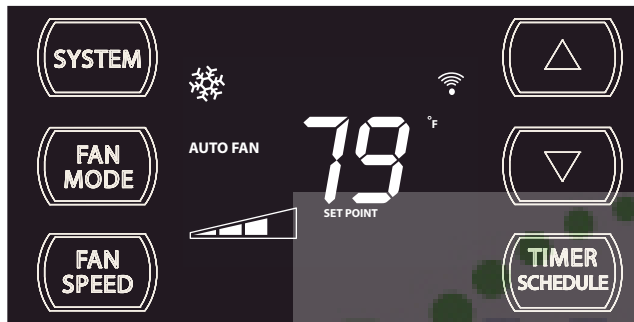 SYSTEM
FAN
MODE
FAN
SPEED
AUTO FAN
79
°F
SET POINT
TIMER
SCHEDULE